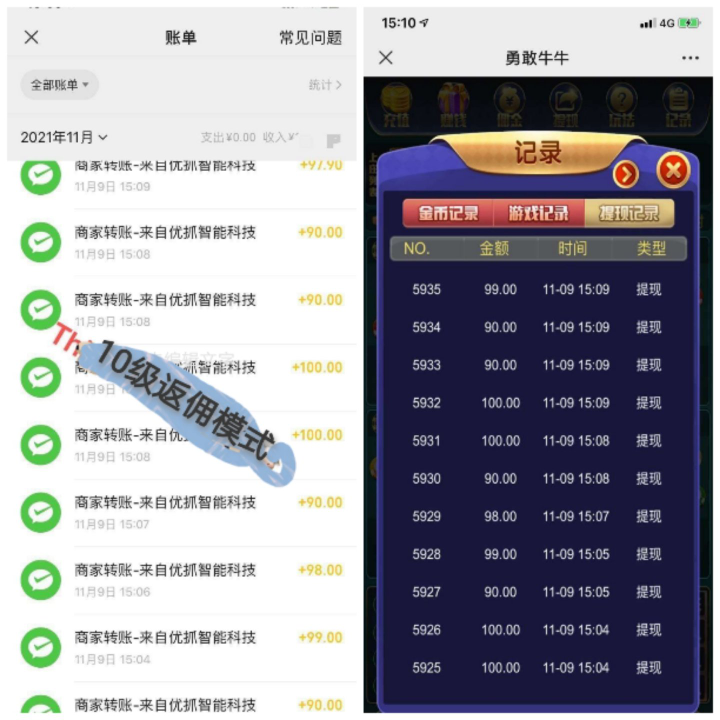 账单
常见问题
全部账单
统计
2021年11月
支出¥0.00 收入¥
商家转账-来自优抓智能科技
+97.90
11月9日 15:09
商家转账-来自优抓智能科技
+90.00
11月9日 15:08
商家转账-来自优抓智能科技
+90.00
11月9日 15:08
Th
10级返佣模式
优抓智能科技
+100.00
11月9日
商家转账-来自优
技
+100.00
11月9日 15:08
商家转账-来自优抓智能科技
+90.00
11月9日 15:07
商家转账-来自优抓智能科技
+98.00
11月9日 15:06
商家转账-来自优抓智能科技
+99.00
11月9日 15:04
商家转账-来自优抓智能科技
+90.00
15:10
4G
勇敢牛牛
充值
赚钱
佣金
提现
玩法
记录
记录
金币记录
游戏记录
提现记录
NO. 金额 时间 类型
5935 99.00 11-09 15:09 提现
5934 90.00 11-09 15:09 提现
5933 90.00 11-09 15:09 提现
5932 100.00 11-09 15:09 提现
5931 100.00 11-09 15:08 提现
5930 90.00 11-09 15:08 提现
5929 98.00 11-09 15:07 提现
5928 99.00 11-09 15:05 提现
5927 90.00 11-09 15:05 提现
5926 100.00 11-09 15:04 提现
5925 100.00 11-09 15:04 提现